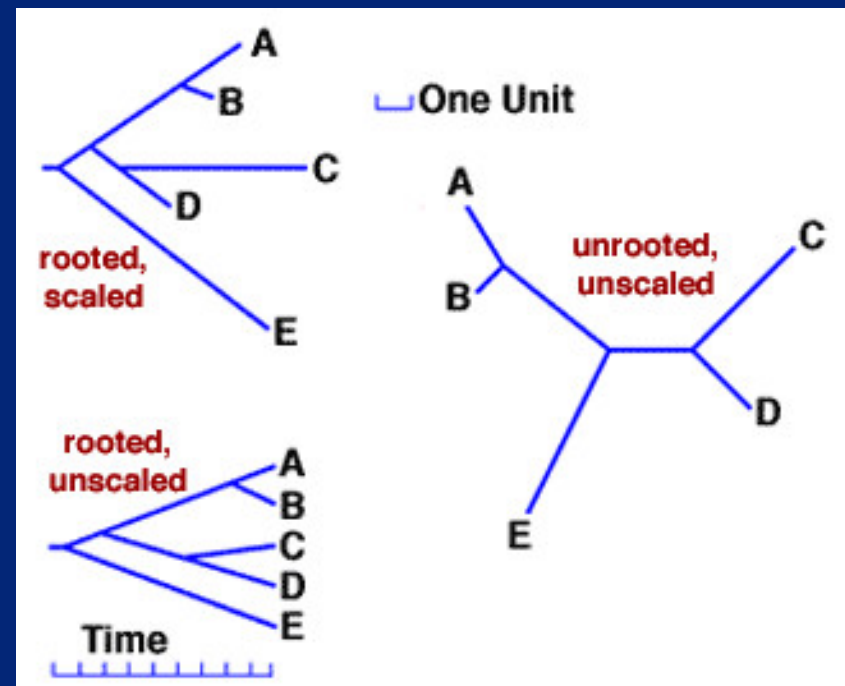 A
B
One Unit
C
D
rooted,
scaled
E
A
B
unrooted,
unscaled
C
D
E
rooted,
unscaled
A
B
C
D
E
Time